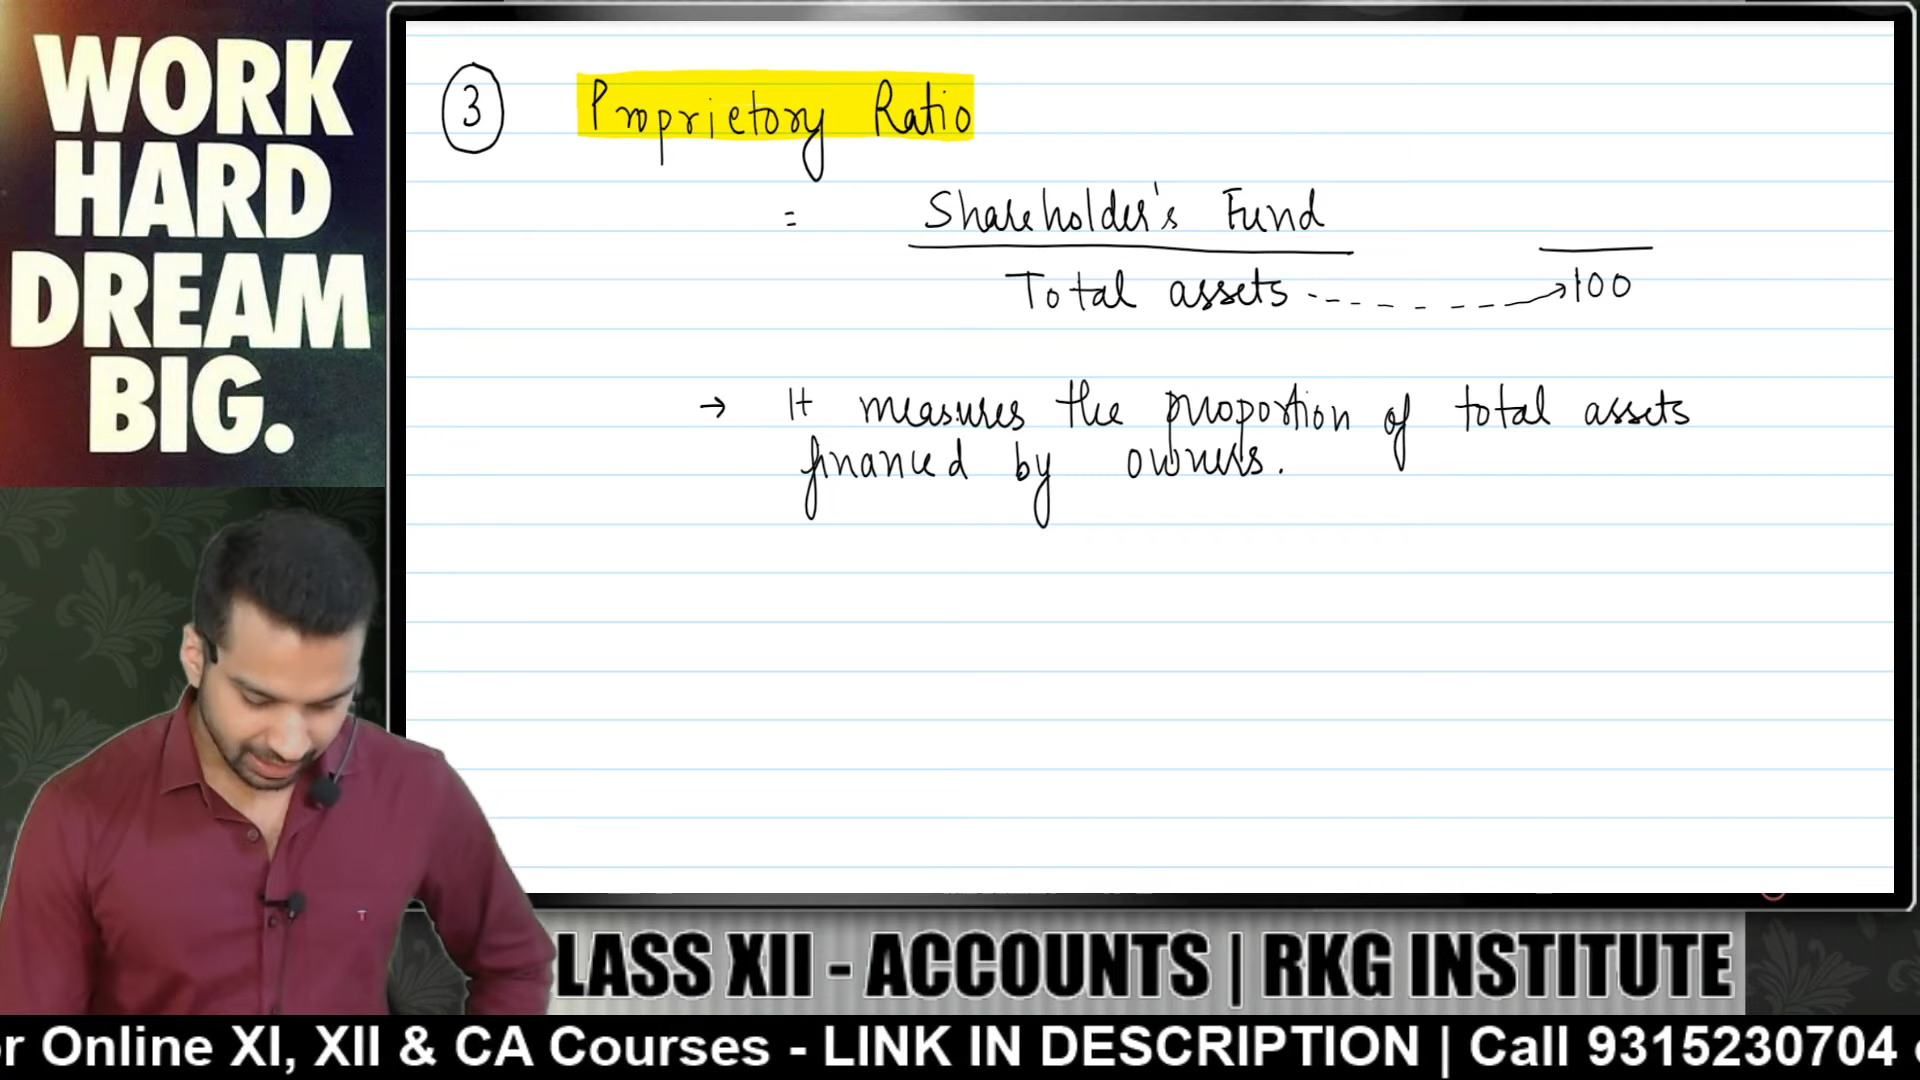 WORK
HARD
DREAM
BIG.
3 Proprietory Ratio
= Shareholder's Fund
Total assets → 100
→ It measures the proportion of total assets
financed by owners.
LASS XII - ACCOUNTS | RKG INSTITUTE
r Online XI, XII & CA Courses - LINK IN DESCRIPTION | Call 9315230704